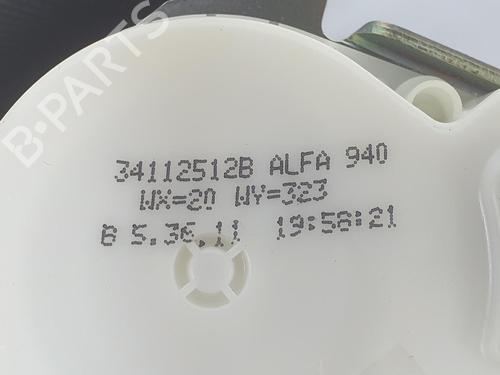 B-PARTS
34112512B ALFA 940
WX=20 WY=323
B 5.36.11 19:58:21